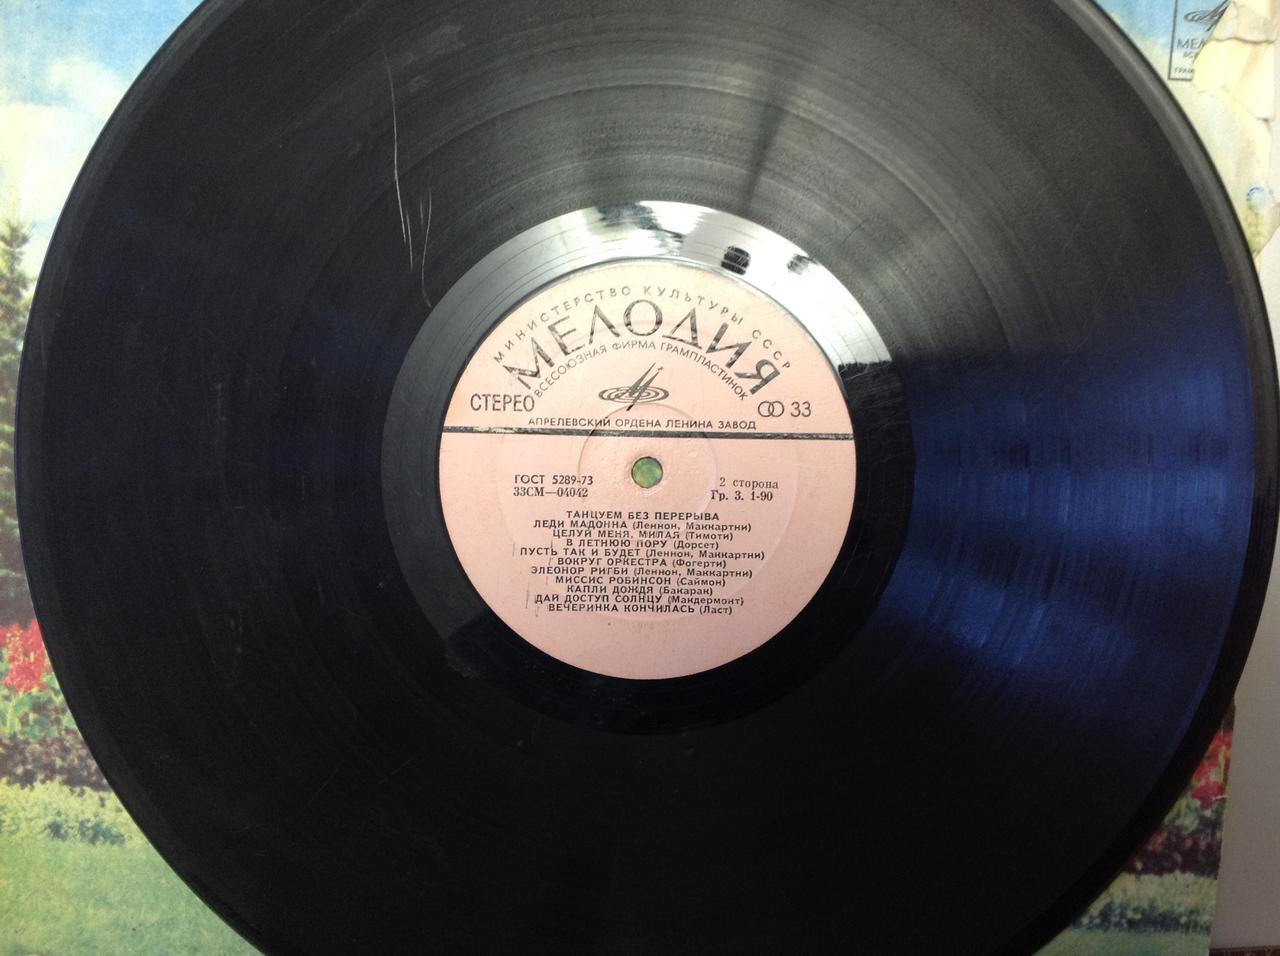 МИНИСТЕРСТВО КУЛЬТУРЫ СССР
МЕЛОДИЯ
ВСЕСОЮЗНАЯ ФИРМА ГРАМПЛАСТИНОК
СТЕРЕО
33
АПРЕЛЕВСКИЙ ОРДЕНА ЛЕНИНА ЗАВОД
ГОСТ 5289-73
33СМ—04042
2 сторона
Гр. 3. 1-90
ТАНЦУЕМ БЕЗ ПЕРЕРЫВА
ЛЕДИ МАДОННА (Леннон, Маккартни)
ЦЕЛУЙ МЕНЯ, МИЛАЯ (Тимоти)
В ЛЕТНЮЮ ПОРУ (Дорсет)
ПУСТЬ ТАК И БУДЕТ (Леннон, Маккартни)
ВОКРУГ ОРКЕСТРА (Фогерти)
ЭЛЕОНОР РИГБИ (Леннон, Маккартни)
МИССИС РОБИНСОН (Саймон)
КАПЛИ ДОЖДЯ (Бакарак)
ДАЙ ДОСТУП СОЛНЦУ (Макдермонт)
ВЕЧЕРИНКА КОНЧИЛАСЬ (Ласт)